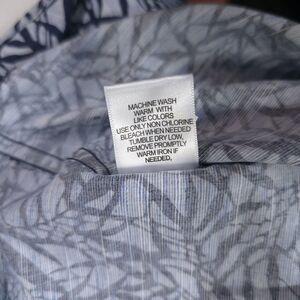 MACHINE WASH
WARM WITH
LIKE COLORS
USE ONLY NON CHLORINE
BLEACH WHEN NEEDED
TUMBLE DRY LOW,
REMOVE PROMPTLY
WARM IRON IF
NEEDED,